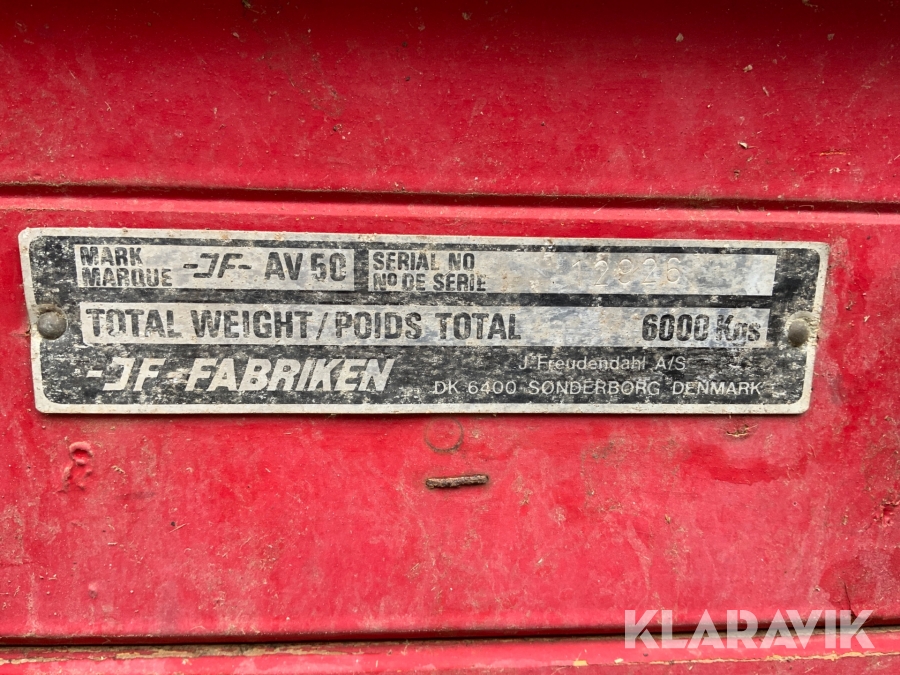 MARK
MARQUE
-JF- AV 50
SERIAL NO
Nº DE SERIE
TOTAL WEIGHT/POIDS TOTAL 6000 Kgs
-JF-FABRIKEN
J. Freudendahl A/S
DK 6400 SØNDERBORG DENMARK
KLARAVIK